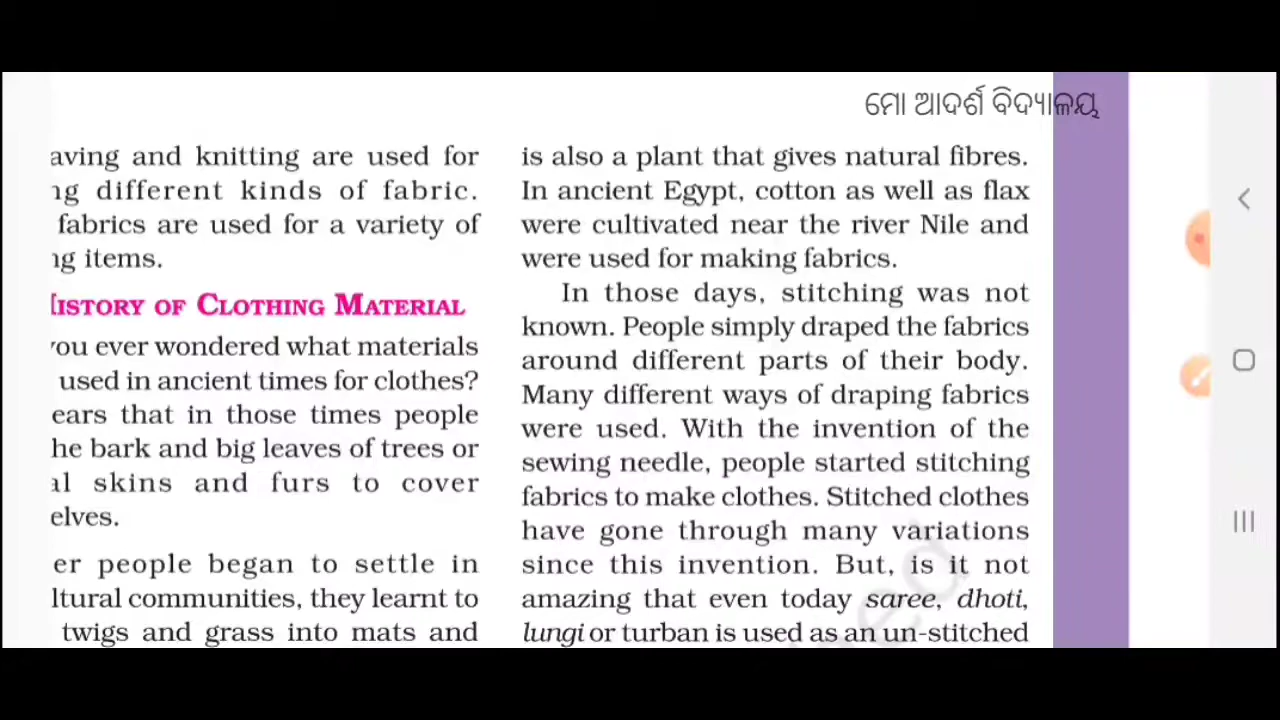 ମୋ ଆଦର୍ଶ ବିଦ୍ୟାଳୟ
aving and knitting are used for
ng different kinds of fabric.
fabrics are used for a variety of
ng items.
ISTORY OF CLOTHING MATERIAL
you ever wondered what materials
used in ancient times for clothes?
ears that in those times people
he bark and big leaves of trees or
al skins and furs to cover
elves.
er people began to settle in
ltural communities, they learnt to
twigs and grass into mats and
is also a plant that gives natural fibres.
In ancient Egypt, cotton as well as flax
were cultivated near the river Nile and
were used for making fabrics.
In those days, stitching was not
known. People simply draped the fabrics
around different parts of their body.
Many different ways of draping fabrics
were used. With the invention of the
sewing needle, people started stitching
fabrics to make clothes. Stitched clothes
have gone through many variations
since this invention. But, is it not
amazing that even today saree, dhoti,
lungi or turban is used as an un-stitched